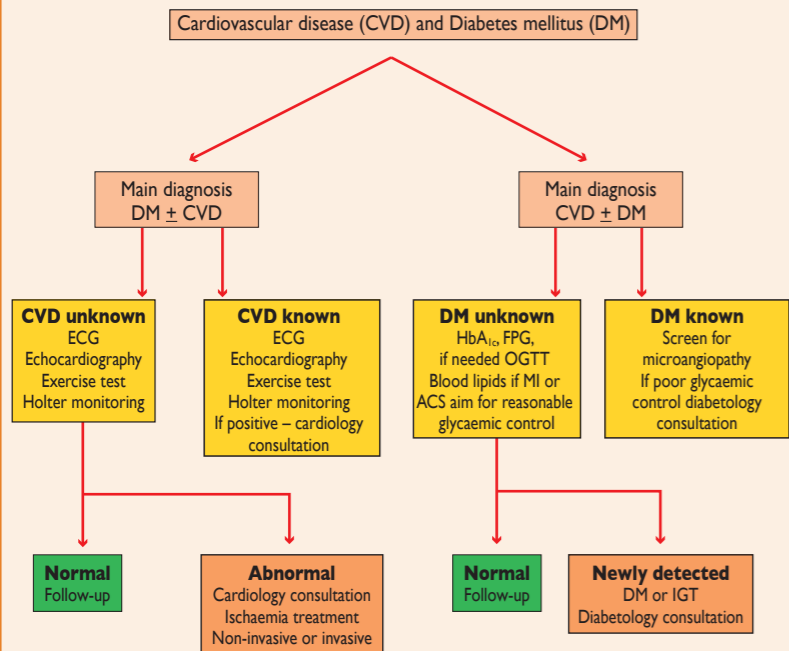 Cardiovascular disease (CVD) and Diabetes mellitus (DM)
Main diagnosis
DM ± CVD
Main diagnosis
CVD ± DM
CVD unknown
ECG
Echocardiography
Exercise test
Holter monitoring
CVD known
ECG
Echocardiography
Exercise test
Holter monitoring
If positive – cardiology
consultation
DM unknown
HbA1c, FPG,
if needed OGTT
Blood lipids if MI or
ACS aim for reasonable
glycaemic control
DM known
Screen for
microangiopathy
If poor glycaemic
control diabetology
consultation
Normal
Follow-up
Abnormal
Cardiology consultation
Ischaemia treatment
Non-invasive or invasive
Normal
Follow-up
Newly detected
DM or IGT
Diabetology consultation